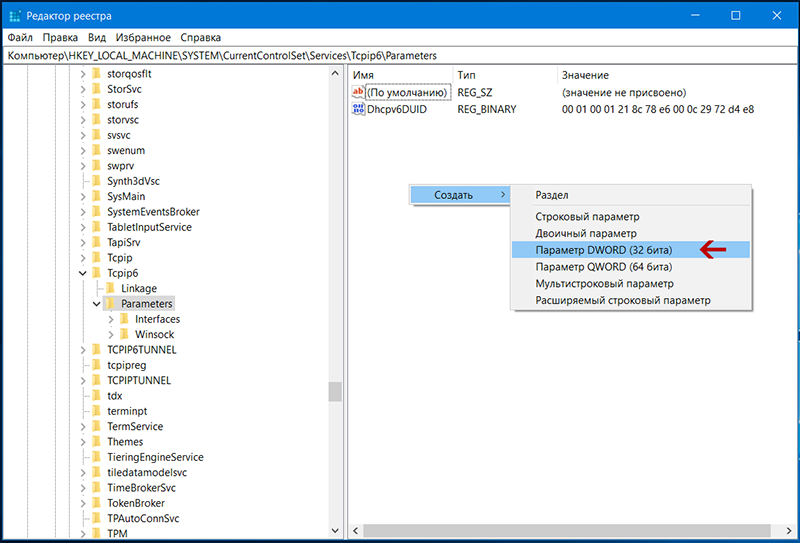 Редактор реестра
Файл Правка Вид Избранное Справка
Компьютер\HKEY_LOCAL_MACHINE\SYSTEM\CurrentControlSet\Services\Tcpip6\Parameters
storqosflt
StorSvc
storufs
storvsc
svsvc
swenum
swprv
Synth3dVsc
SysMain
SystemEventsBroker
TabletInputService
TapiSrv
Tcpip
Tcpip6
Linkage
Parameters
Interfaces
Winsock
TCPIP6TUNNEL
tcpipreg
TCPIPTUNNEL
tdx
terminpt
TermService
Themes
TieringEngineService
tiledatamodelsvc
TimeBrokerSvc
TokenBroker
TPAutoConnSvc
TPM
Имя Тип Значение
(По умолчанию) REG_SZ (значение не присвоено)
Dhcpv6DUID REG_BINARY 00 01 00 01 21 8c 78 e6 00 0c 29 72 d4 e8
Создать
Раздел
Строковый параметр
Двоичный параметр
Параметр DWORD (32 бита)
Параметр QWORD (64 бита)
Мультистроковый параметр
Расширяемый строковый параметр